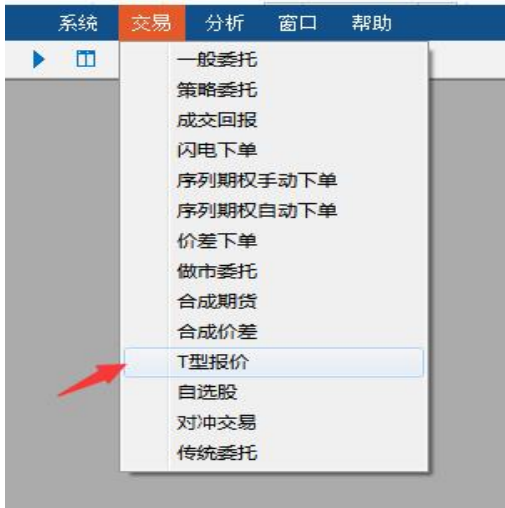 系统 交易 分析 窗口 帮助
一般委托
策略委托
成交回报
闪电下单
序列期权手动下单
序列期权自动下单
价差下单
做市委托
合成期货
合成价差
T型报价
自选股
对冲交易
传统委托